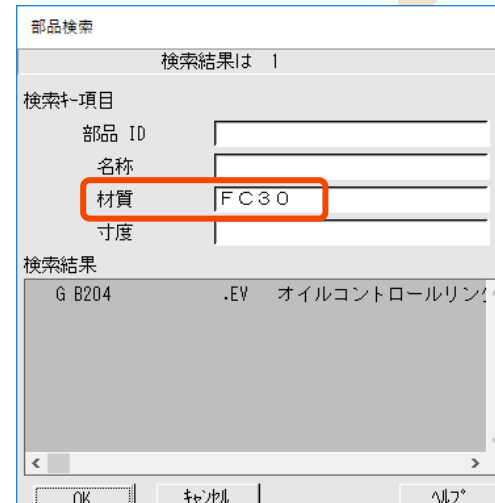 部品検索
検索結果は 1
検索ｷｰ項目
部品 ID
名称
材質 ＦＣ３０
寸度
検索結果
G B204 .EV オイルコントロールリング
OK ｷｬﾝｾﾙ ﾍﾙﾌﾟ